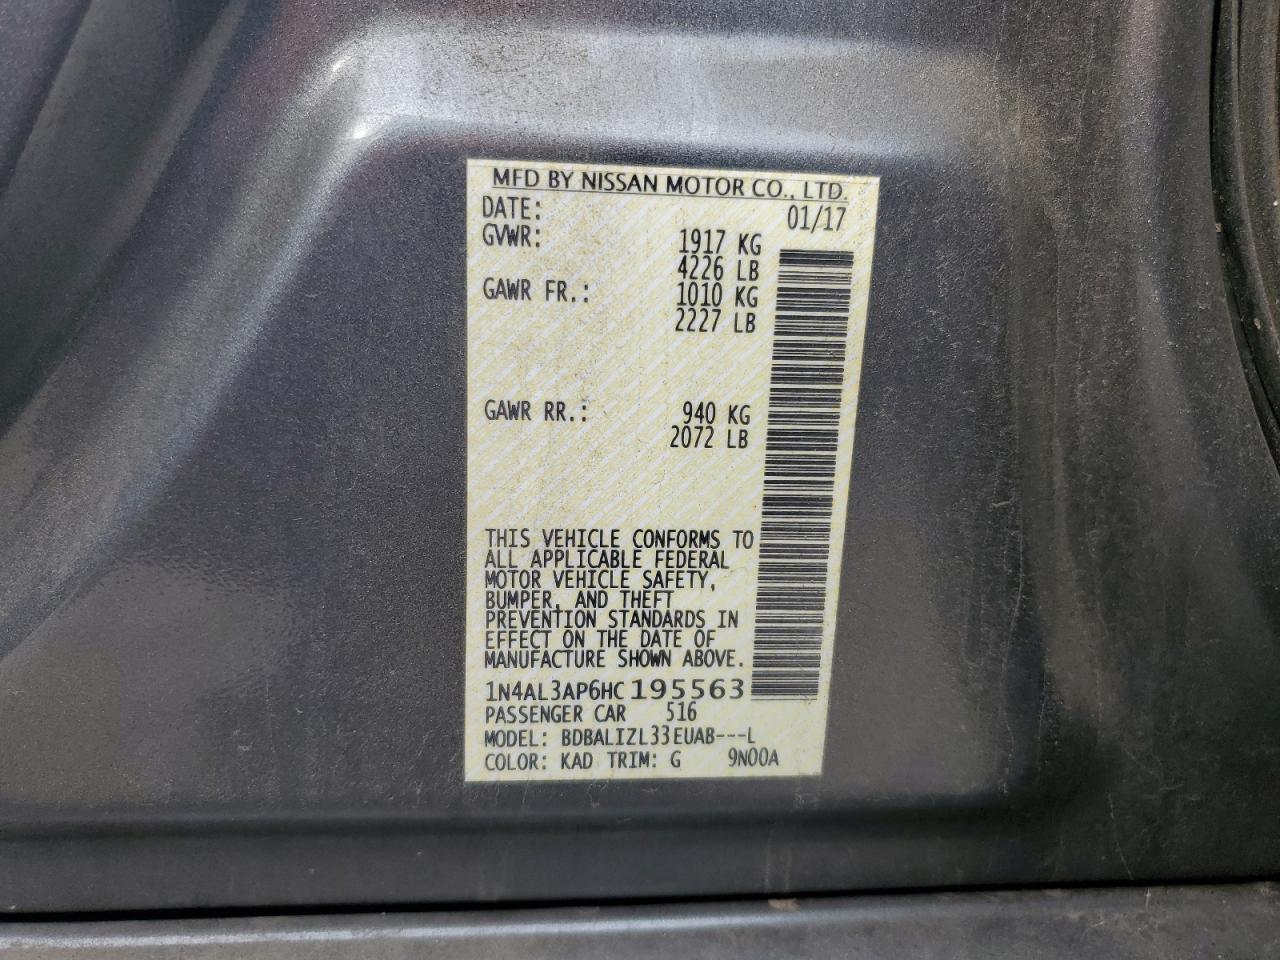 MFD BY NISSAN MOTOR CO., LTD.
DATE: 01/17
GVWR: 1917 KG
4226 LB
GAWR FR.: 1010 KG
2227 LB
GAWR RR.: 940 KG
2072 LB
THIS VEHICLE CONFORMS TO
ALL APPLICABLE FEDERAL
MOTOR VEHICLE SAFETY,
BUMPER, AND THEFT
PREVENTION STANDARDS IN
EFFECT ON THE DATE OF
MANUFACTURE SHOWN ABOVE.
1N4AL3AP6HC195563
PASSENGER CAR 516
MODEL: BDBALIZL33EUAB---L
COLOR: KAD TRIM: G 9N00A